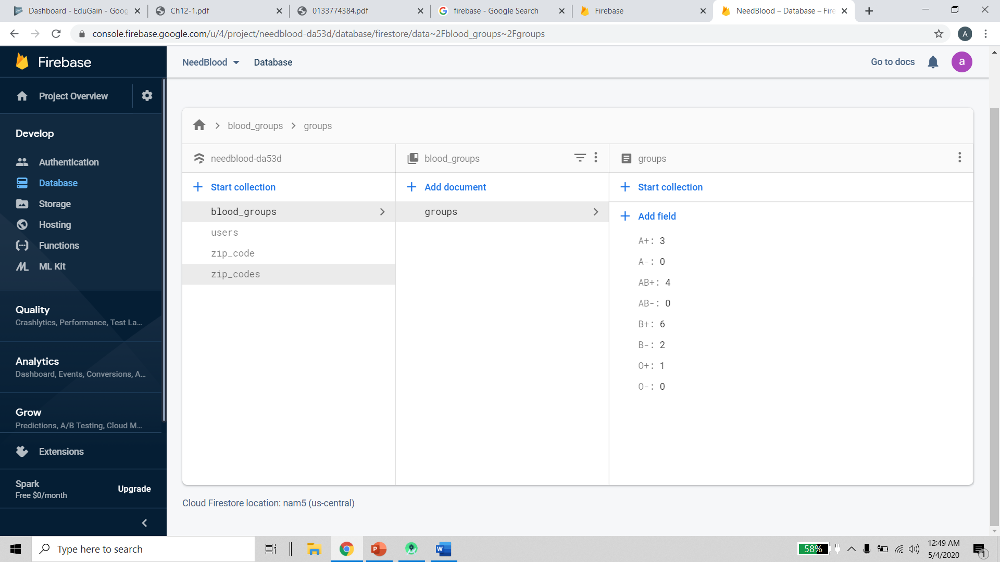 Dashboard - EduGain - Goog
Ch12-1.pdf
0133774384.pdf
firebase - Google Search
Firebase
NeedBlood – Database – Fire
console.firebase.google.com/u/4/project/needblood-da53d/database/firestore/data~2Fblood_groups~2Fgroups
A
Firebase
NeedBlood
Database
Go to docs
a
Project Overview
Develop
Authentication
Database
Storage
Hosting
Functions
ML Kit
Quality
Crashlytics, Performance, Test La...
Analytics
Dashboard, Events, Conversions, A...
Grow
Predictions, A/B Testing, Cloud M...
Extensions
Spark
Free $0/month
Upgrade
blood_groups
groups
needblood-da53d
Start collection
blood_groups
users
zip_code
zip_codes
blood_groups
Add document
groups
groups
Start collection
Add field
A+: 3
A-: 0
AB+: 4
AB-: 0
B+: 6
B-: 2
O+: 1
O-: 0
Cloud Firestore location: nam5 (us-central)
Type here to search
P
W
58%
12:49 AM
5/4/2020
1